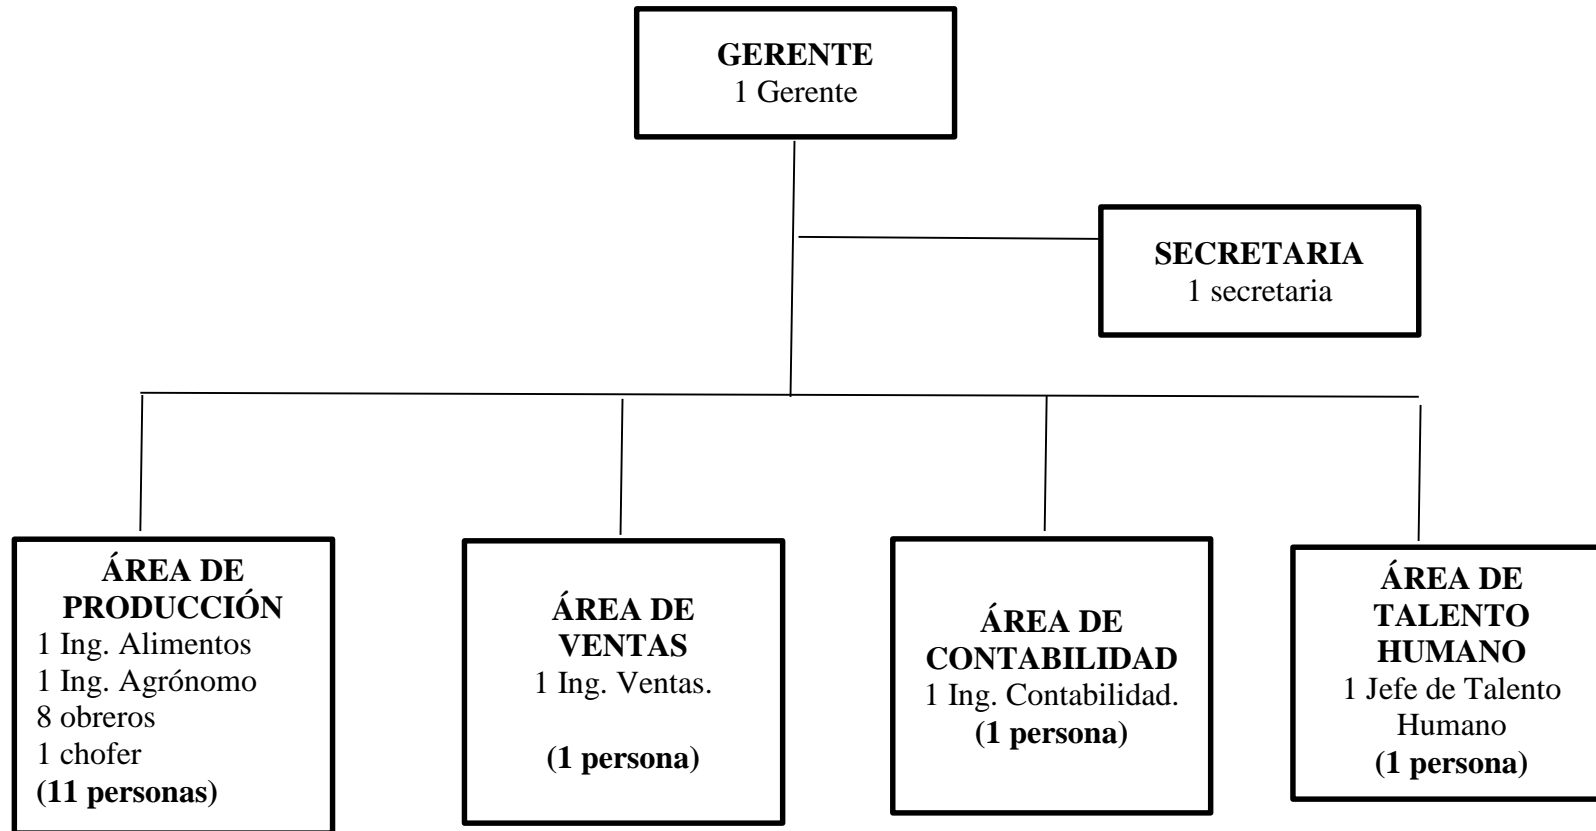 GERENTE
1 Gerente
SECRETARIA
1 secretaria
ÁREA DE
PRODUCCIÓN
1 Ing. Alimentos
1 Ing. Agrónomo
8 obreros
1 chofer
(11 personas)
ÁREA DE
VENTAS
1 Ing. Ventas.
(1 persona)
ÁREA DE
CONTABILIDAD
1 Ing. Contabilidad.
(1 persona)
ÁREA DE
TALENTO
HUMANO
1 Jefe de Talento
Humano
(1 persona)